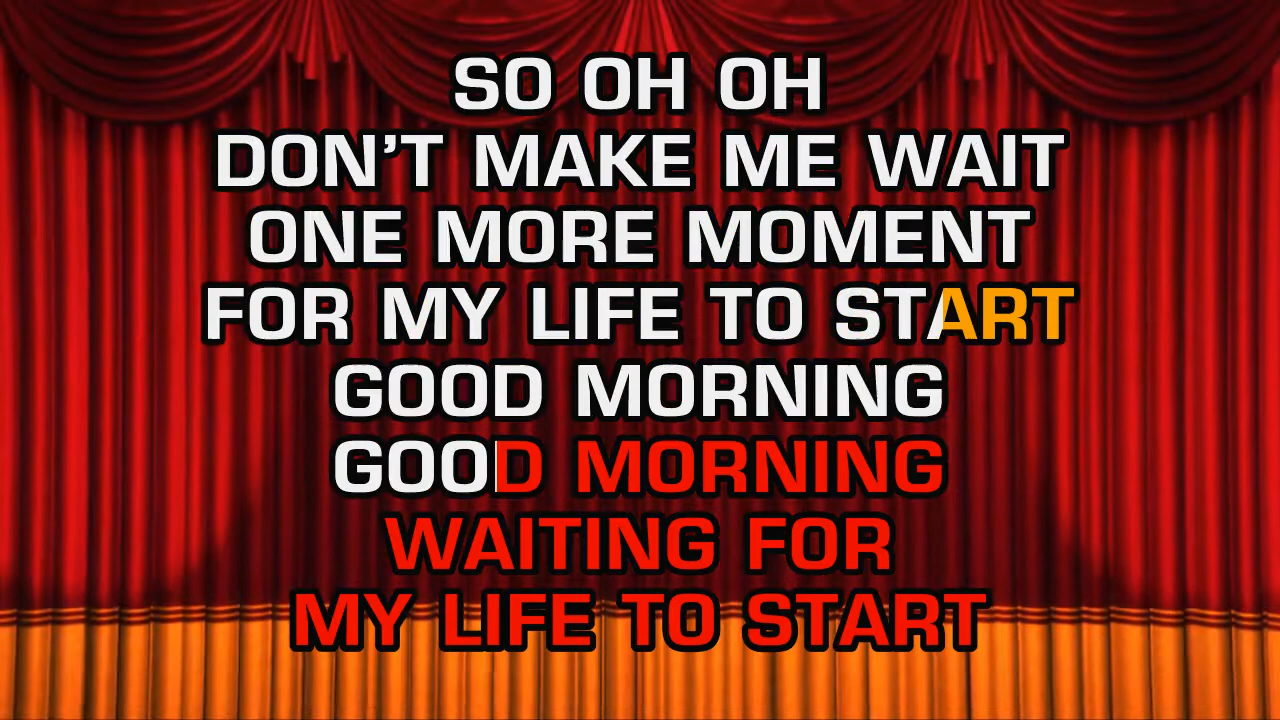 SO OH OH
DON'T MAKE ME WAIT
ONE MORE MOMENT
FOR MY LIFE TO START
GOOD MORNING
GOOD MORNING
WAITING FOR
MY LIFE TO START